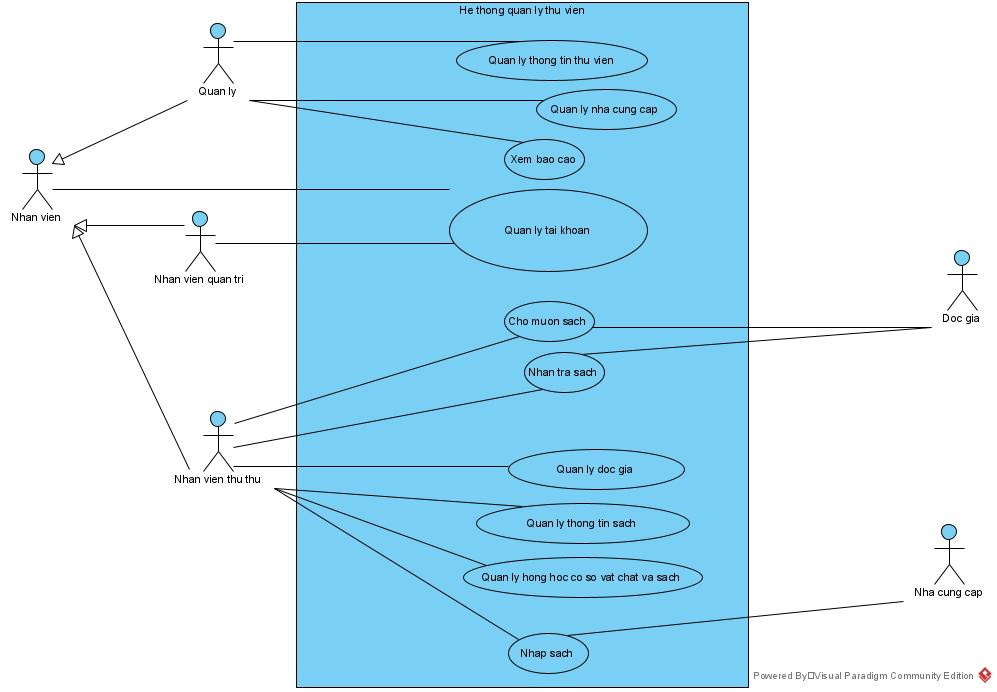 He thong quan ly thu vien
Quan ly thong tin thu vien
Quan ly
Quan ly nha cung cap
Xem bao cao
Nhan vien
Quan ly tai khoan
Nhan vien quan tri
Cho muon sach
Doc gia
Nhan tra sach
Quan ly doc gia
Nhan vien thu thu
Quan ly thong tin sach
Quan ly hong hoc co so vat chat va sach
Nha cung cap
Nhap sach
Powered By Visual Paradigm Community Edition